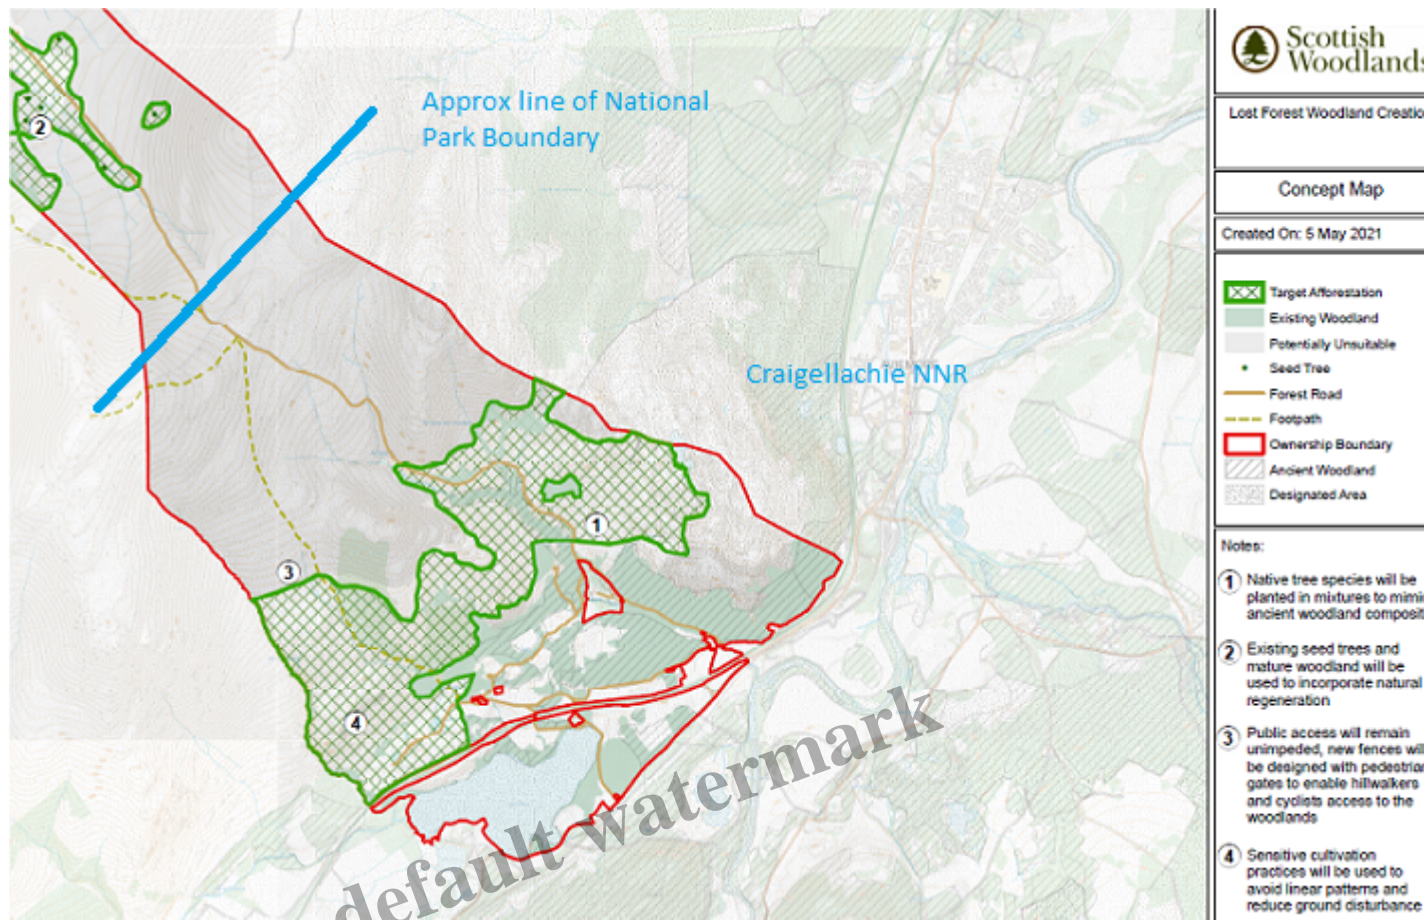 Approx line of National
Park Boundary
Craigellachie NNR
2
1
3
4
default watermark
Scottish
Woodlands
Lost Forest Woodland Creatio
Concept Map
Created On: 5 May 2021
Target Afforestation
Existing Woodland
Potentially Unsuitable
Seed Tree
Forest Road
Footpath
Ownership Boundary
Ancient Woodland
Designated Area
Notes:
1 Native tree species will be
planted in mixtures to mimic
ancient woodland composit
2 Existing seed trees and
mature woodland will be
used to incorporate natural
regeneration
3 Public access will remain
unimpeded, new fences will
be designed with pedestrian
gates to enable hillwalkers
and cyclists access to the
woodlands
4 Sensitive cultivation
practices will be used to
avoid linear patterns and
reduce ground disturbance